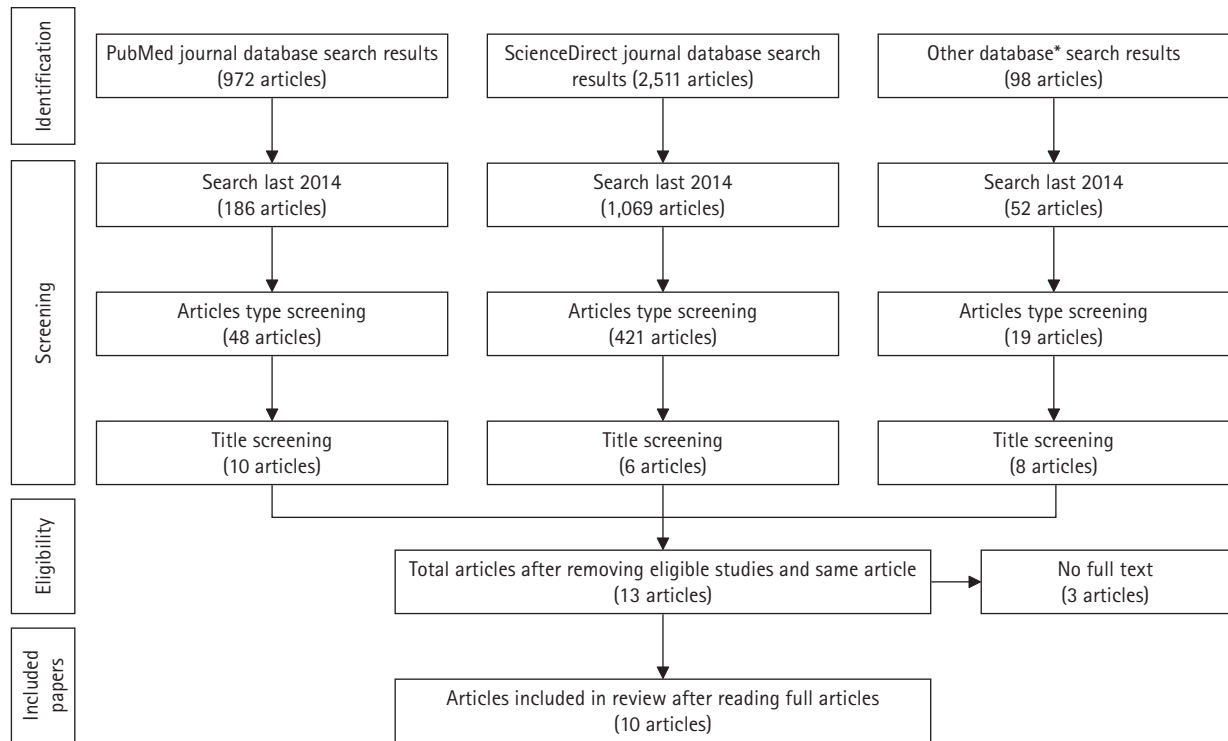 Identification
PubMed journal database search results
(972 articles)
ScienceDirect journal database search
results (2,511 articles)
Other database* search results
(98 articles)
Screening
Search last 2014
(186 articles)
Search last 2014
(1,069 articles)
Search last 2014
(52 articles)
Articles type screening
(48 articles)
Articles type screening
(421 articles)
Articles type screening
(19 articles)
Title screening
(10 articles)
Title screening
(6 articles)
Title screening
(8 articles)
Eligibility
Total articles after removing eligible studies and same article
(13 articles)
No full text
(3 articles)
Included
papers
Articles included in review after reading full articles
(10 articles)